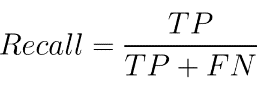 Recall = TP / (TP + FN)